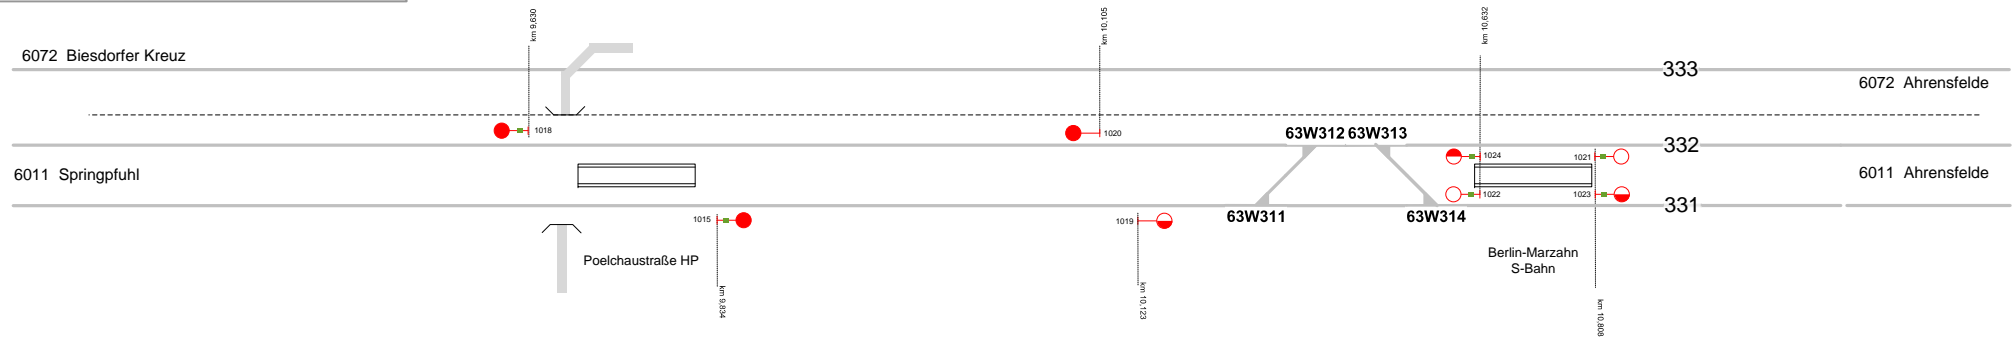 km 9,630
km 10,105
km 10,632
6072 Biesdorfer Kreuz
333
6072 Ahrensfelde
1018
1020
63W312 63W313
332
1024
1021
6011 Springpfuhl
6011 Ahrensfelde
1022
1023
331
1015
1019
63W311
63W314
Poelchaustraße HP
Berlin-Marzahn
S-Bahn
km 9,834
km 10,123
km 10,808